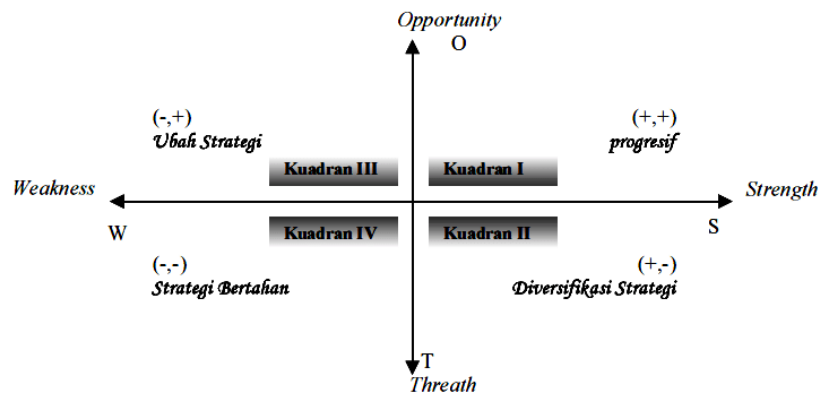 Opportunity
O
(-,+)
Ubah Strategi
(+,+)
progresif
Kuadran III
Kuadran I
Weakness
Strength
W
S
Kuadran IV
Kuadran II
(-,-)
Strategi Bertahan
(+,-)
Diversifikasi Strategi
T
Threath